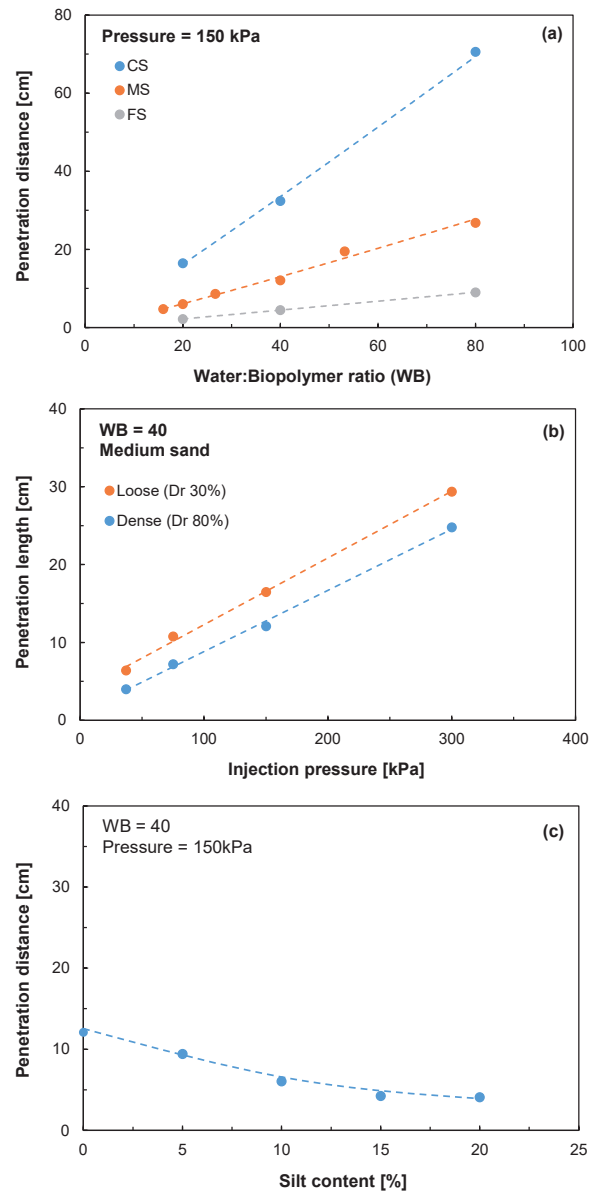 Pressure = 150 kPa
(a)
CS
MS
FS
Penetration distance [cm]
80
60
40
20
0
0 20 40 60 80 100
Water:Biopolymer ratio (WB)
WB = 40
(b)
Medium sand
Loose (Dr 30%)
Dense (Dr 80%)
Penetration length [cm]
40
30
20
10
0
0 100 200 300 400
Injection pressure [kPa]
WB = 40
(c)
Pressure = 150kPa
Penetration distance [cm]
40
30
20
10
0
0 5 10 15 20 25
Silt content [%]